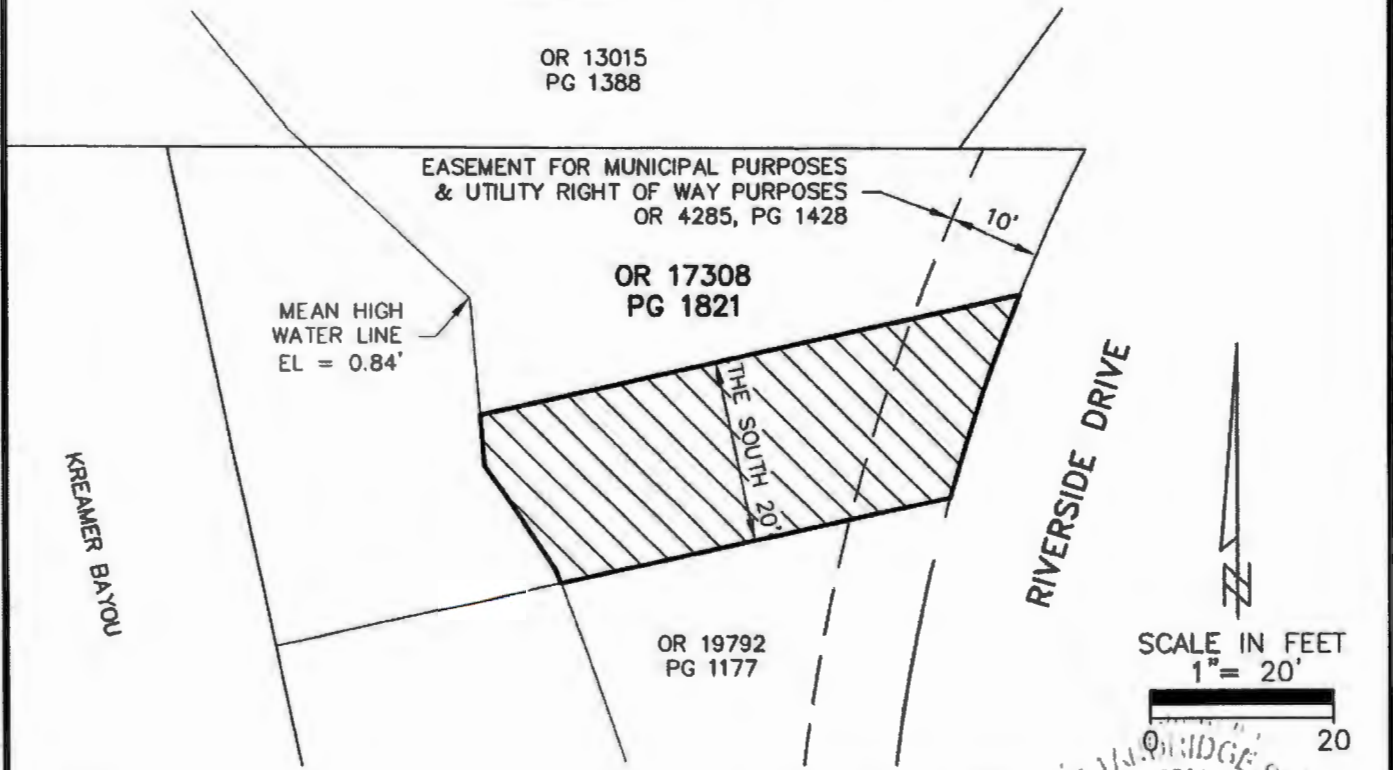 OR 13015
PG 1388
EASEMENT FOR MUNICIPAL PURPOSES
& UTILITY RIGHT OF WAY PURPOSES
OR 4285, PG 1428
10'
OR 17308
PG 1821
MEAN HIGH
WATER LINE
EL = 0.84'
THE SOUTH 20'
KREAMER BAYOU
RIVERSIDE DRIVE
OR 19792
PG 1177
N
SCALE IN FEET
1"= 20'
0
20